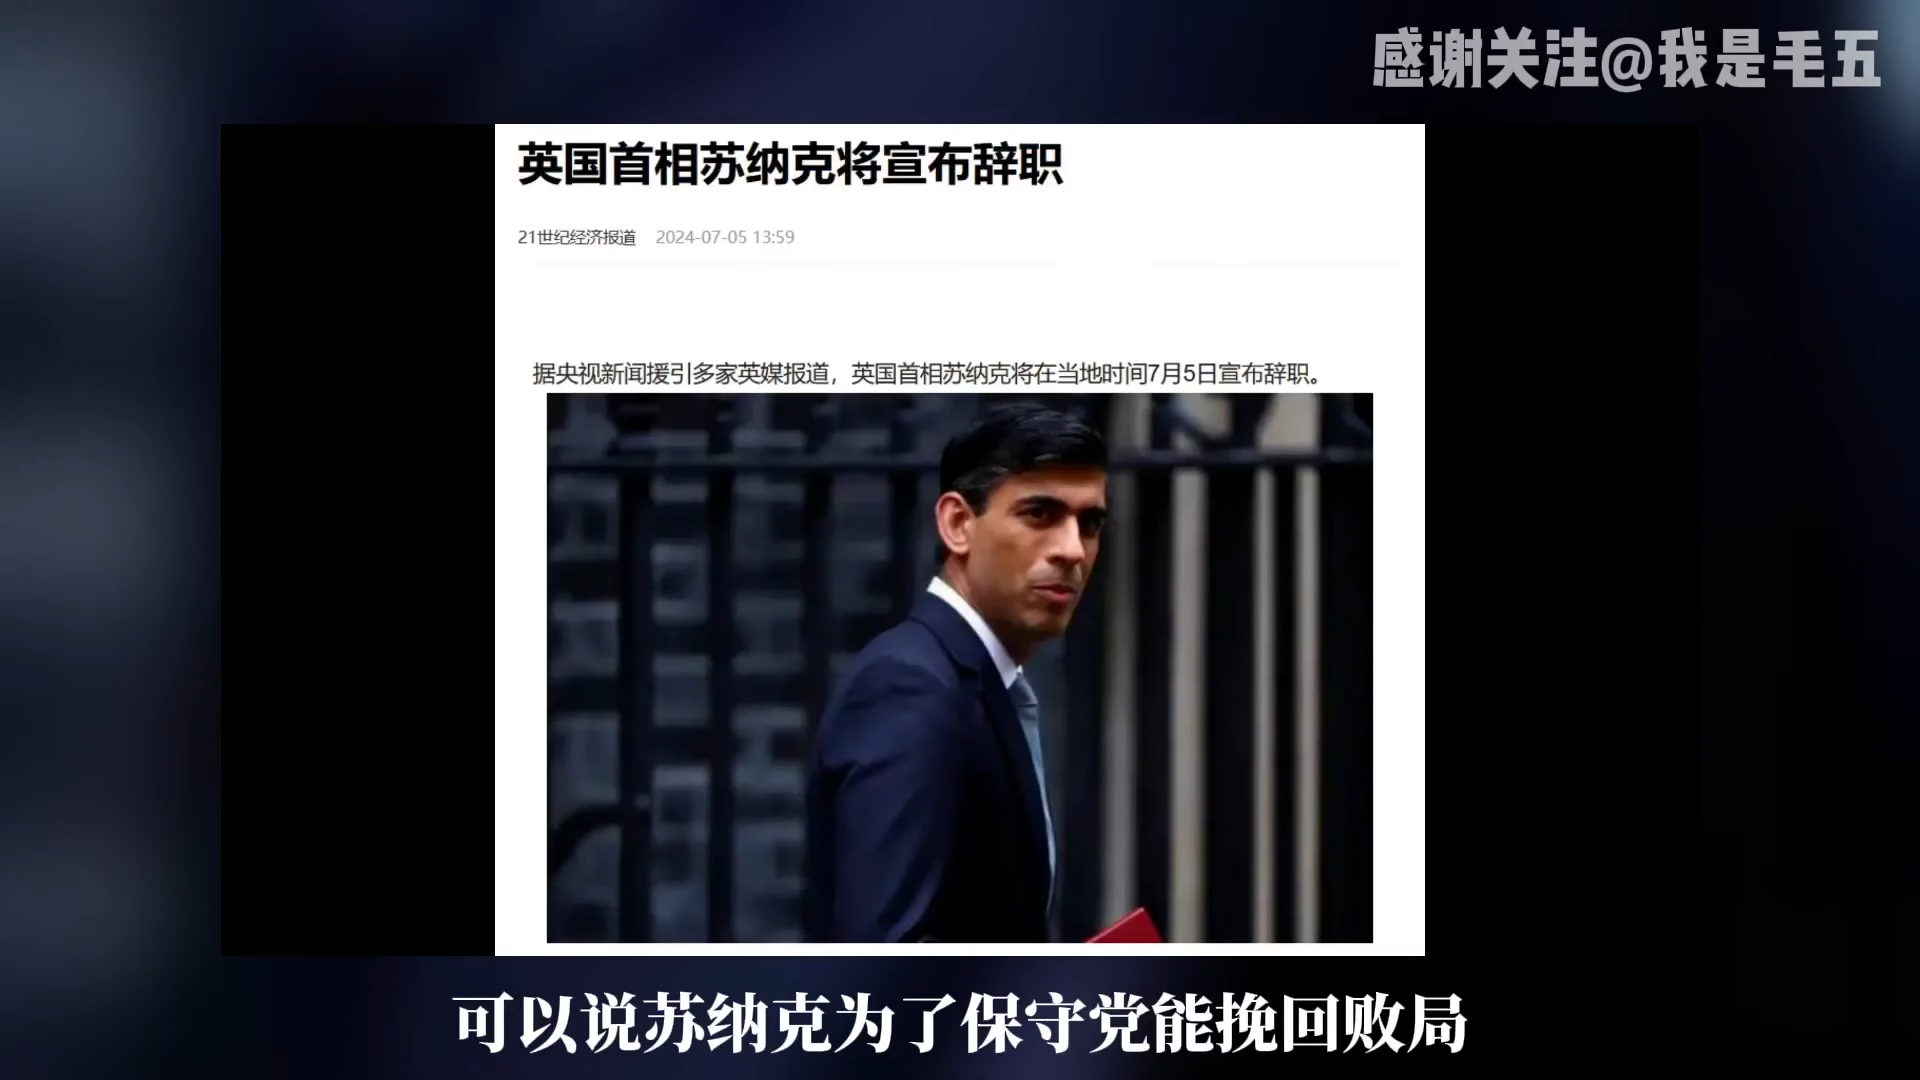 感谢关注@我是毛五
英国首相苏纳克将宣布辞职
21世纪经济报道 2024-07-05 13:59
据央视新闻援引多家英媒报道，英国首相苏纳克将在当地时间7月5日宣布辞职。
可以说苏纳克为了保守党能挽回败局